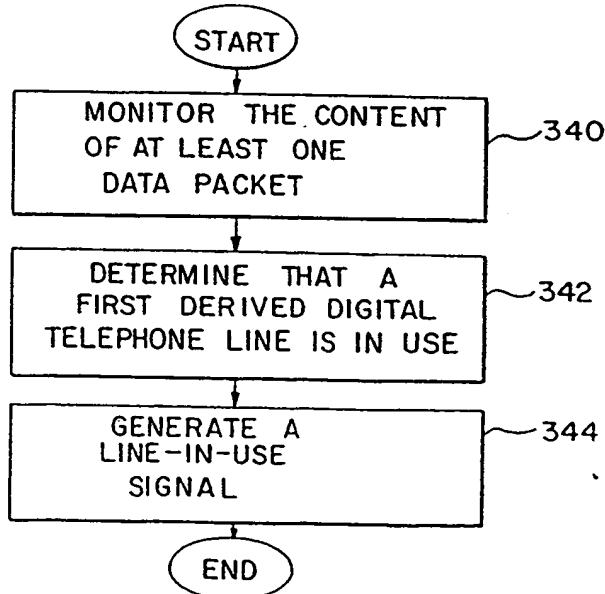 START
MONITOR THE CONTENT
OF AT LEAST ONE
DATA PACKET
340
DETERMINE THAT A
FIRST DERIVED DIGITAL
TELEPHONE LINE IS IN USE
342
GENERATE A
LINE-IN-USE
SIGNAL
344
END